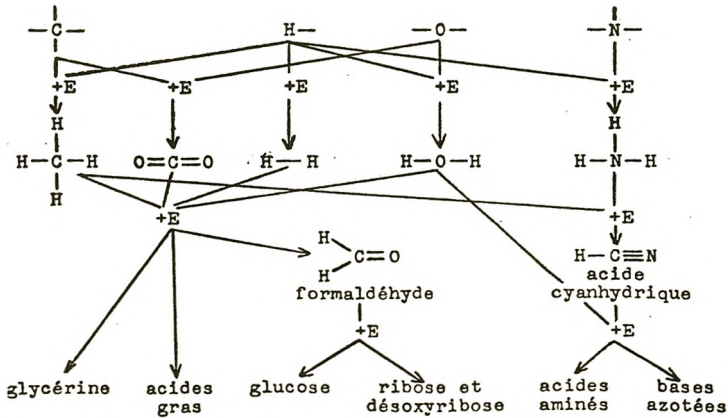 –C– H– –O– –N–
+E +E +E +E +E
H H
H–C–H O=C=O H–H H–O–H H–N–H
H
+E +E
H
C=O H–C≡N
H
formaldéhyde
acide
cyanhydrique
+E +E
glycérine acides glucose ribose et acides bases
gras désoxyribose aminés azotées